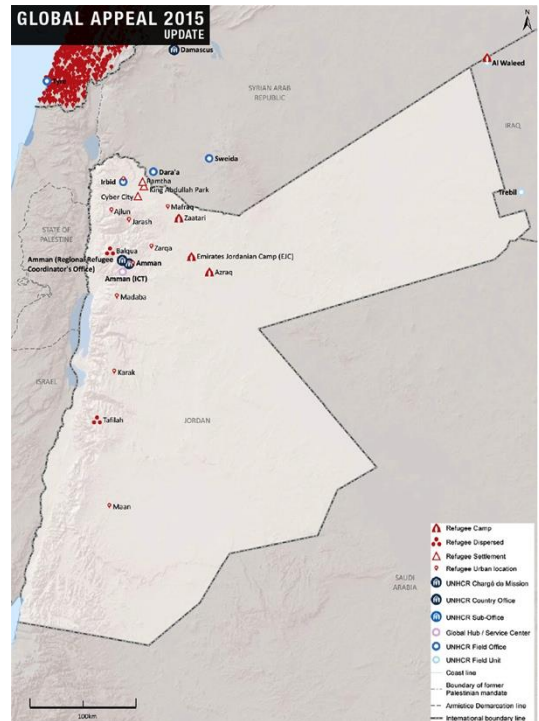 GLOBAL APPEAL 2015
UPDATE
N
Damascus
Al Waleed
Tyre
SYRIAN ARAB
REPUBLIC
IRAQ
Sweida
Dara'a
Irbid
Ramtha
King Abdullah Park
Trebil
Cyber City
Ajlun
Mafraq
Jarash
Zaatari
STATE OF
PALESTINE
Zarqa
Balqua
Emirates Jordanian Camp (EJC)
Amman (Regional Refugee
Coordinator's Office)
Amman
Azraq
Amman (ICT)
Madaba
Karak
ISRAEL
Tafilah
JORDAN
Maan
SAUDI
ARABIA
Refugee Camp
Refugee Dispersed
Refugee Settlement
Refugee Urban location
UNHCR Chargé de Mission
UNHCR Country Office
UNHCR Sub-Office
Global Hub / Service Center
UNHCR Field Office
UNHCR Field Unit
Coast line
Boundary of former
Palestinian mandate
Armistice Demarcation line
International boundary line
100km